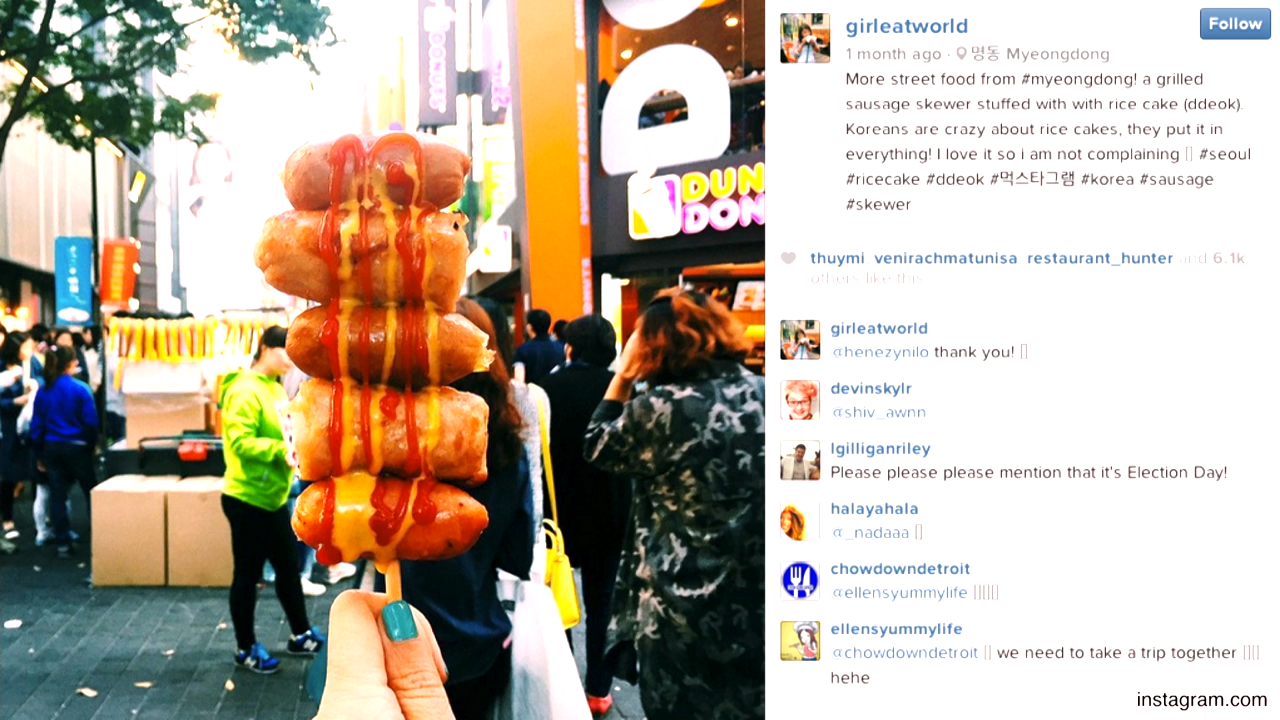 DONUTS
DUN
DON
girleatworld
Follow
1 month ago · 명동 Myeongdong
More street food from #myeongdong! a grilled
sausage skewer stuffed with with rice cake (ddeok).
Koreans are crazy about rice cakes, they put it in
everything! I love it so i am not complaining #seoul
#ricecake #ddeok #먹스타그램 #korea #sausage
#skewer
thuymi venirachmatunisa restaurant_hunter and 6.1k
others like this
girleatworld
@henezynilo thank you!
devinskylr
@shiv_awnn
lgilliganriley
Please please please mention that it's Election Day!
halayahala
@_nadaaa
chowdowndetroit
@ellensyummylife
ellensyummylife
@chowdowndetroit we need to take a trip together
hehe
instagram.com